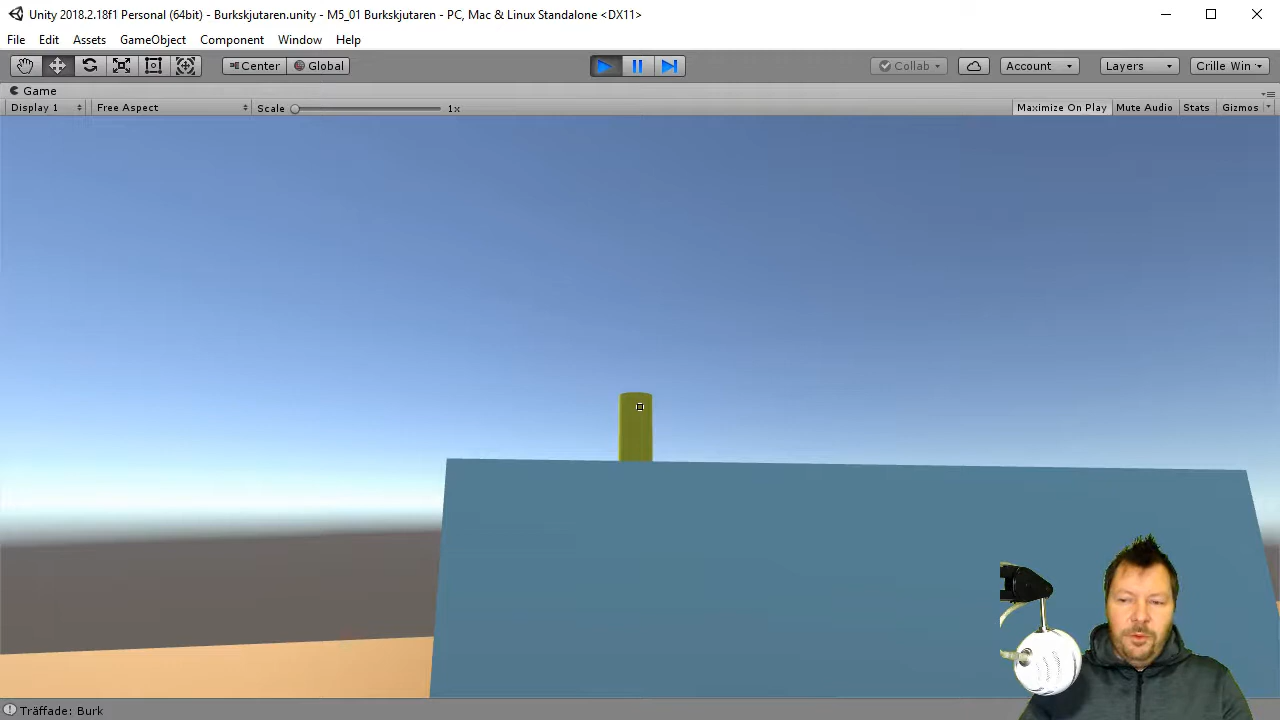 Unity 2018.2.18f1 Personal (64bit) - Burkskjutaren.unity - M5_01 Burkskjutaren - PC, Mac & Linux Standalone <DX11>
File Edit Assets GameObject Component Window Help
Center Global Collab Account Layers Crille Win
Game
Display 1 Free Aspect Scale 1x Maximize On Play Mute Audio Stats Gizmos
Träffade: Burk